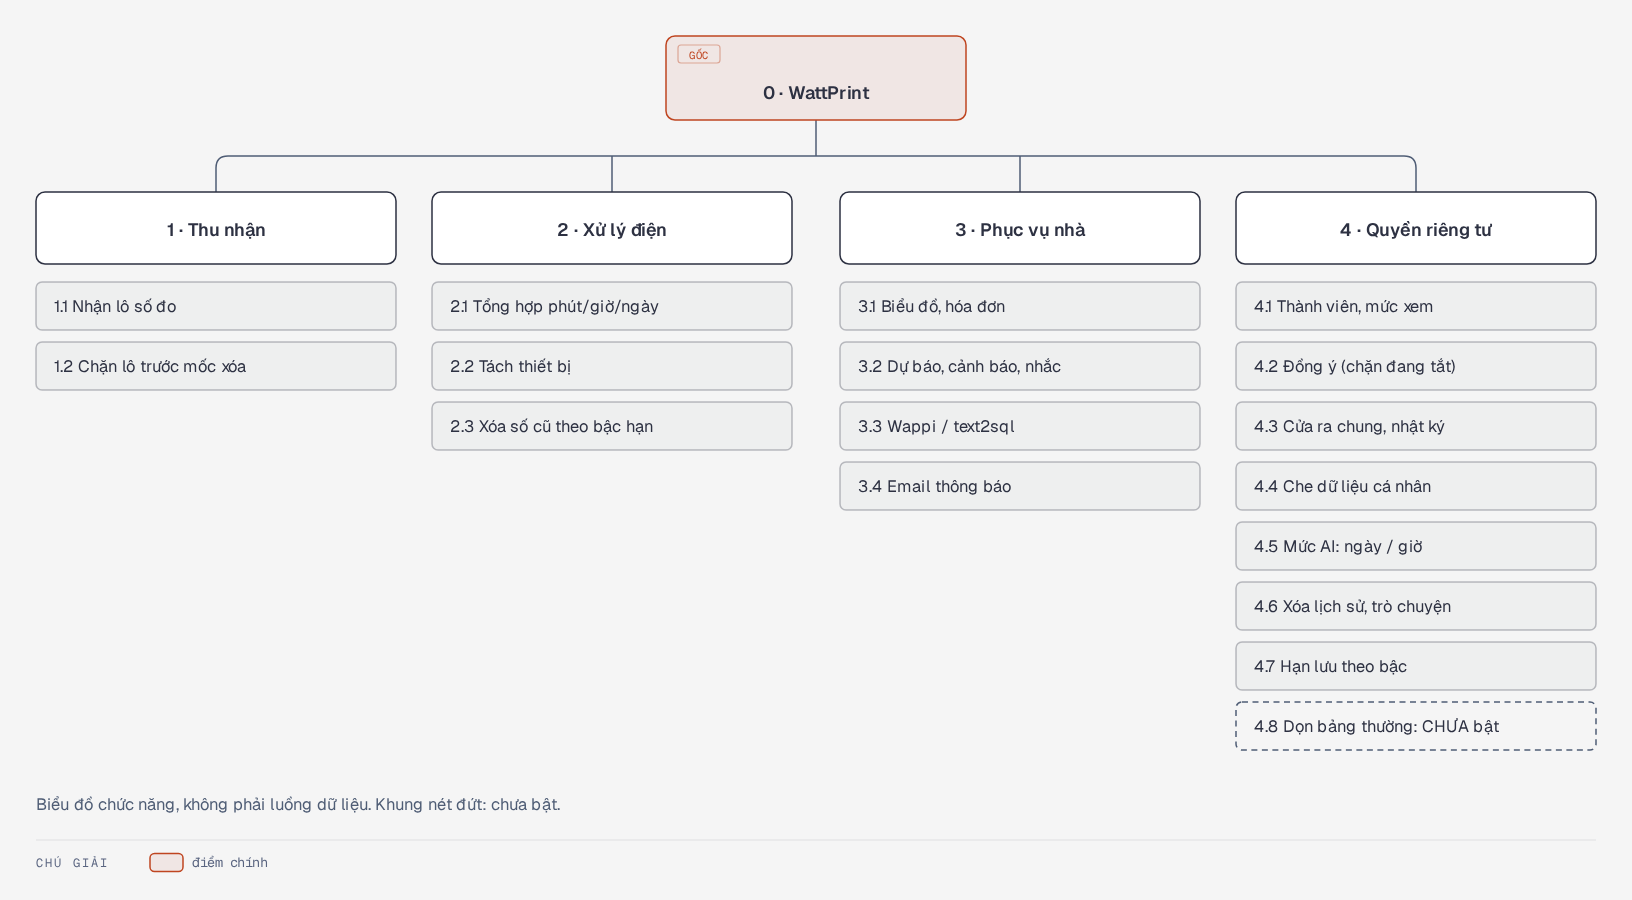 GỐC
0 · WattPrint
1 · Thu nhận
1.1 Nhận lô số đo
1.2 Chặn lô trước mốc xóa
2 · Xử lý điện
2.1 Tổng hợp phút/giờ/ngày
2.2 Tách thiết bị
2.3 Xóa số cũ theo bậc hạn
3 · Phục vụ nhà
3.1 Biểu đồ, hóa đơn
3.2 Dự báo, cảnh báo, nhắc
3.3 Wappi / text2sql
3.4 Email thông báo
4 · Quyền riêng tư
4.1 Thành viên, mức xem
4.2 Đồng ý (chặn đang tắt)
4.3 Cửa ra chung, nhật ký
4.4 Che dữ liệu cá nhân
4.5 Mức AI: ngày / giờ
4.6 Xóa lịch sử, trò chuyện
4.7 Hạn lưu theo bậc
4.8 Dọn bảng thường: CHƯA bật
Biểu đồ chức năng, không phải luồng dữ liệu. Khung nét đứt: chưa bật.
CHÚ GIẢI
điểm chính